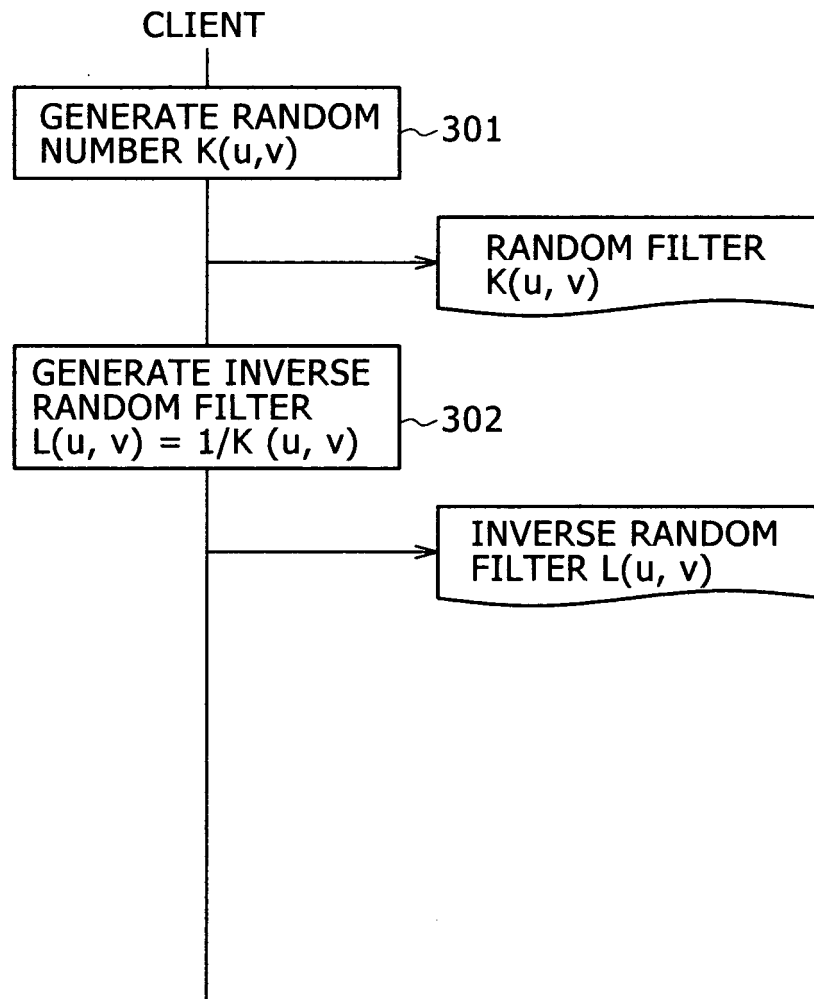 CLIENT
GENERATE RANDOM
NUMBER K(u,v)
301
RANDOM FILTER
K(u, v)
GENERATE INVERSE
RANDOM FILTER
L(u, v) = 1/K (u, v)
302
INVERSE RANDOM
FILTER L(u, v)